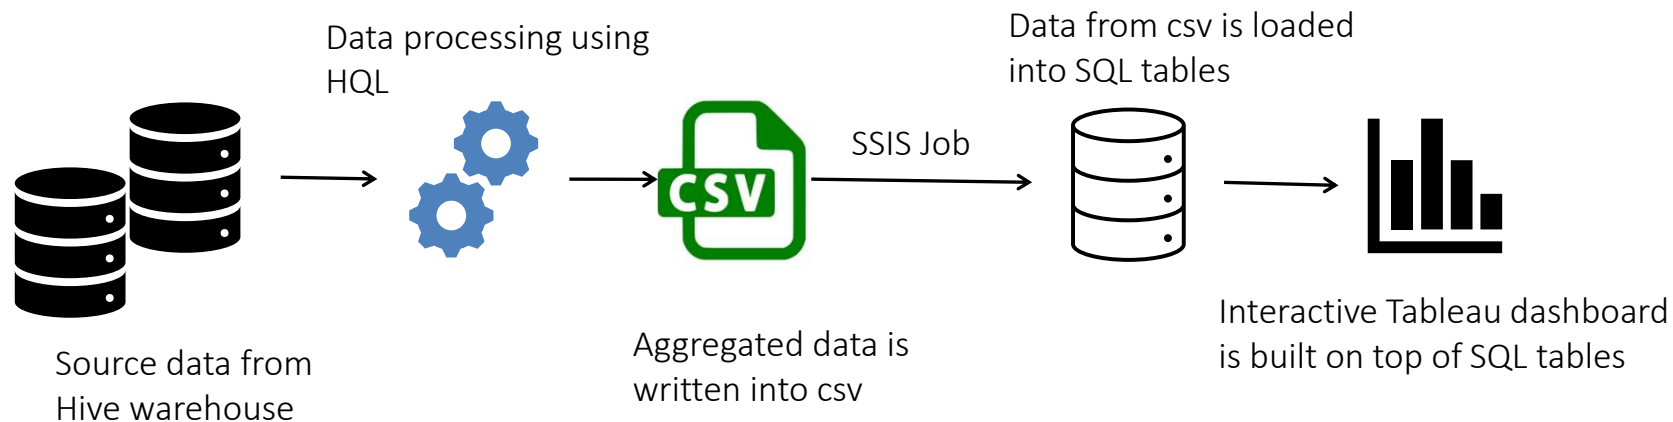 Data processing using
HQL
Data from csv is loaded
into SQL tables
SSIS Job
CSV
Source data from
Hive warehouse
Aggregated data is
written into csv
Interactive Tableau dashboard
is built on top of SQL tables